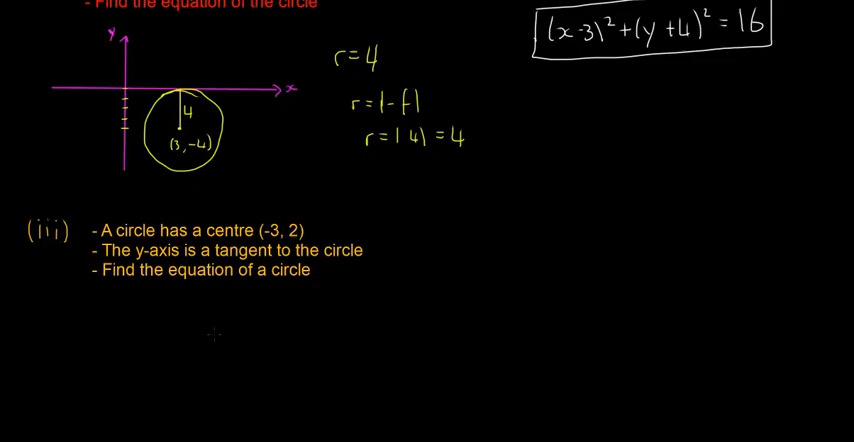 - Find the equation of the circle
(x-3)² + (y+4)² = 16
y
r = 4
x
4
r = |-f|
(3, -4)
r = |4| = 4
(iii) - A circle has a centre (-3, 2)
- The y-axis is a tangent to the circle
- Find the equation of a circle